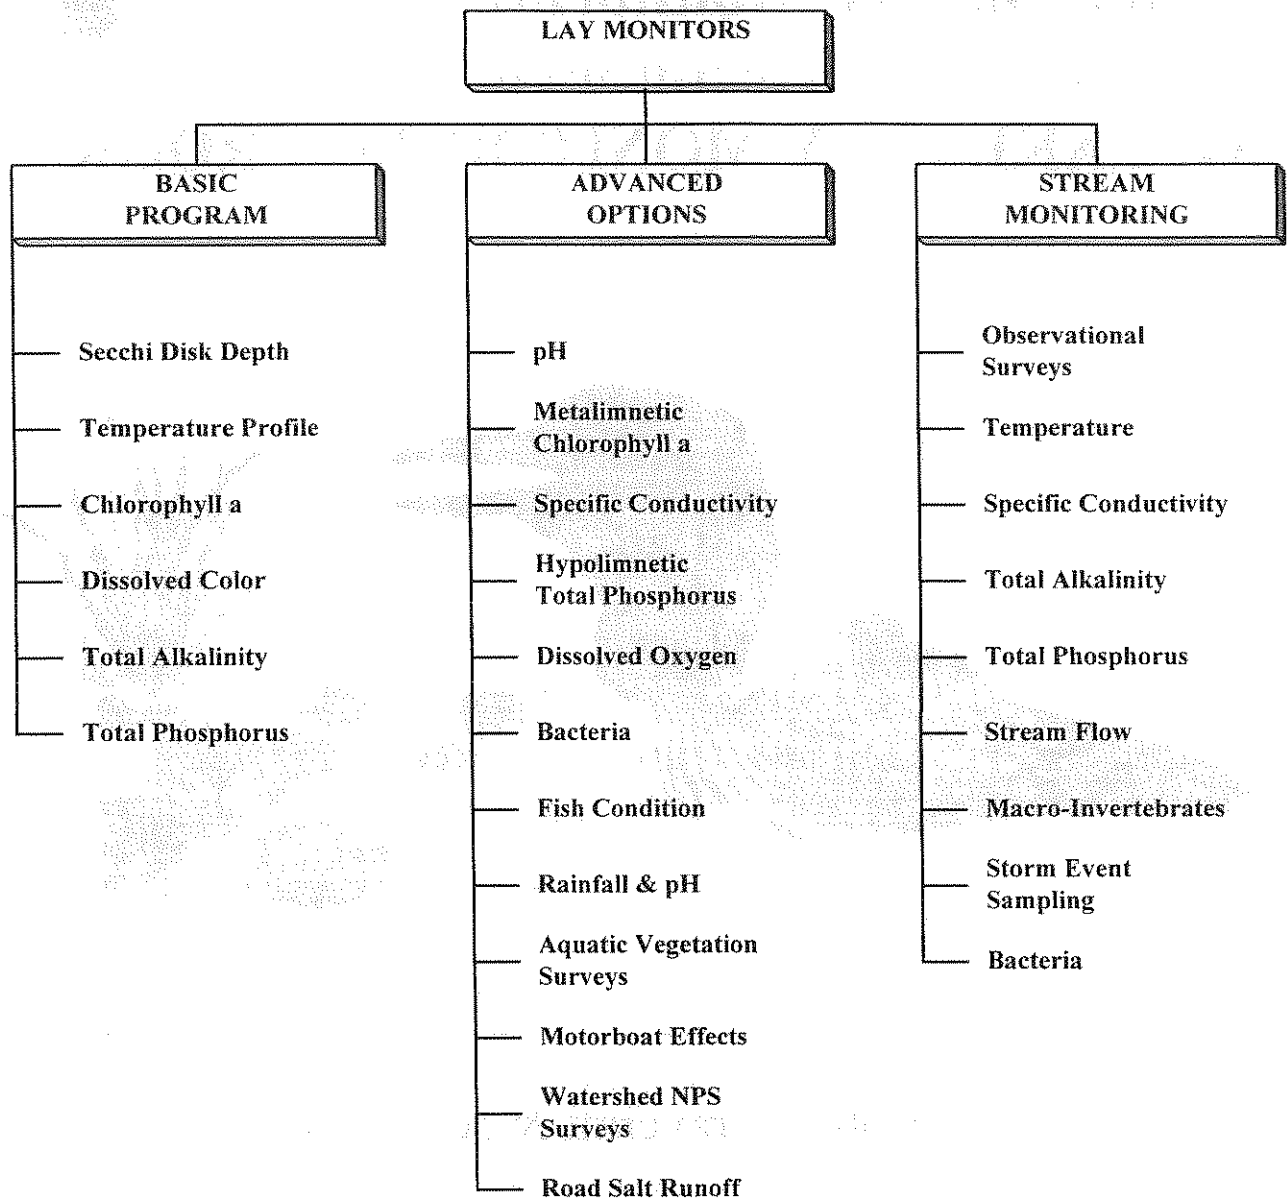 LAY MONITORS
BASIC
PROGRAM
Secchi Disk Depth
Temperature Profile
Chlorophyll a
Dissolved Color
Total Alkalinity
Total Phosphorus
ADVANCED
OPTIONS
pH
Metalimnetic
Chlorophyll a
Specific Conductivity
Hypolimnetic
Total Phosphorus
Dissolved Oxygen
Bacteria
Fish Condition
Rainfall & pH
Aquatic Vegetation
Surveys
Motorboat Effects
Watershed NPS
Surveys
Road Salt Runoff
STREAM
MONITORING
Observational
Surveys
Temperature
Specific Conductivity
Total Alkalinity
Total Phosphorus
Stream Flow
Macro-Invertebrates
Storm Event
Sampling
Bacteria